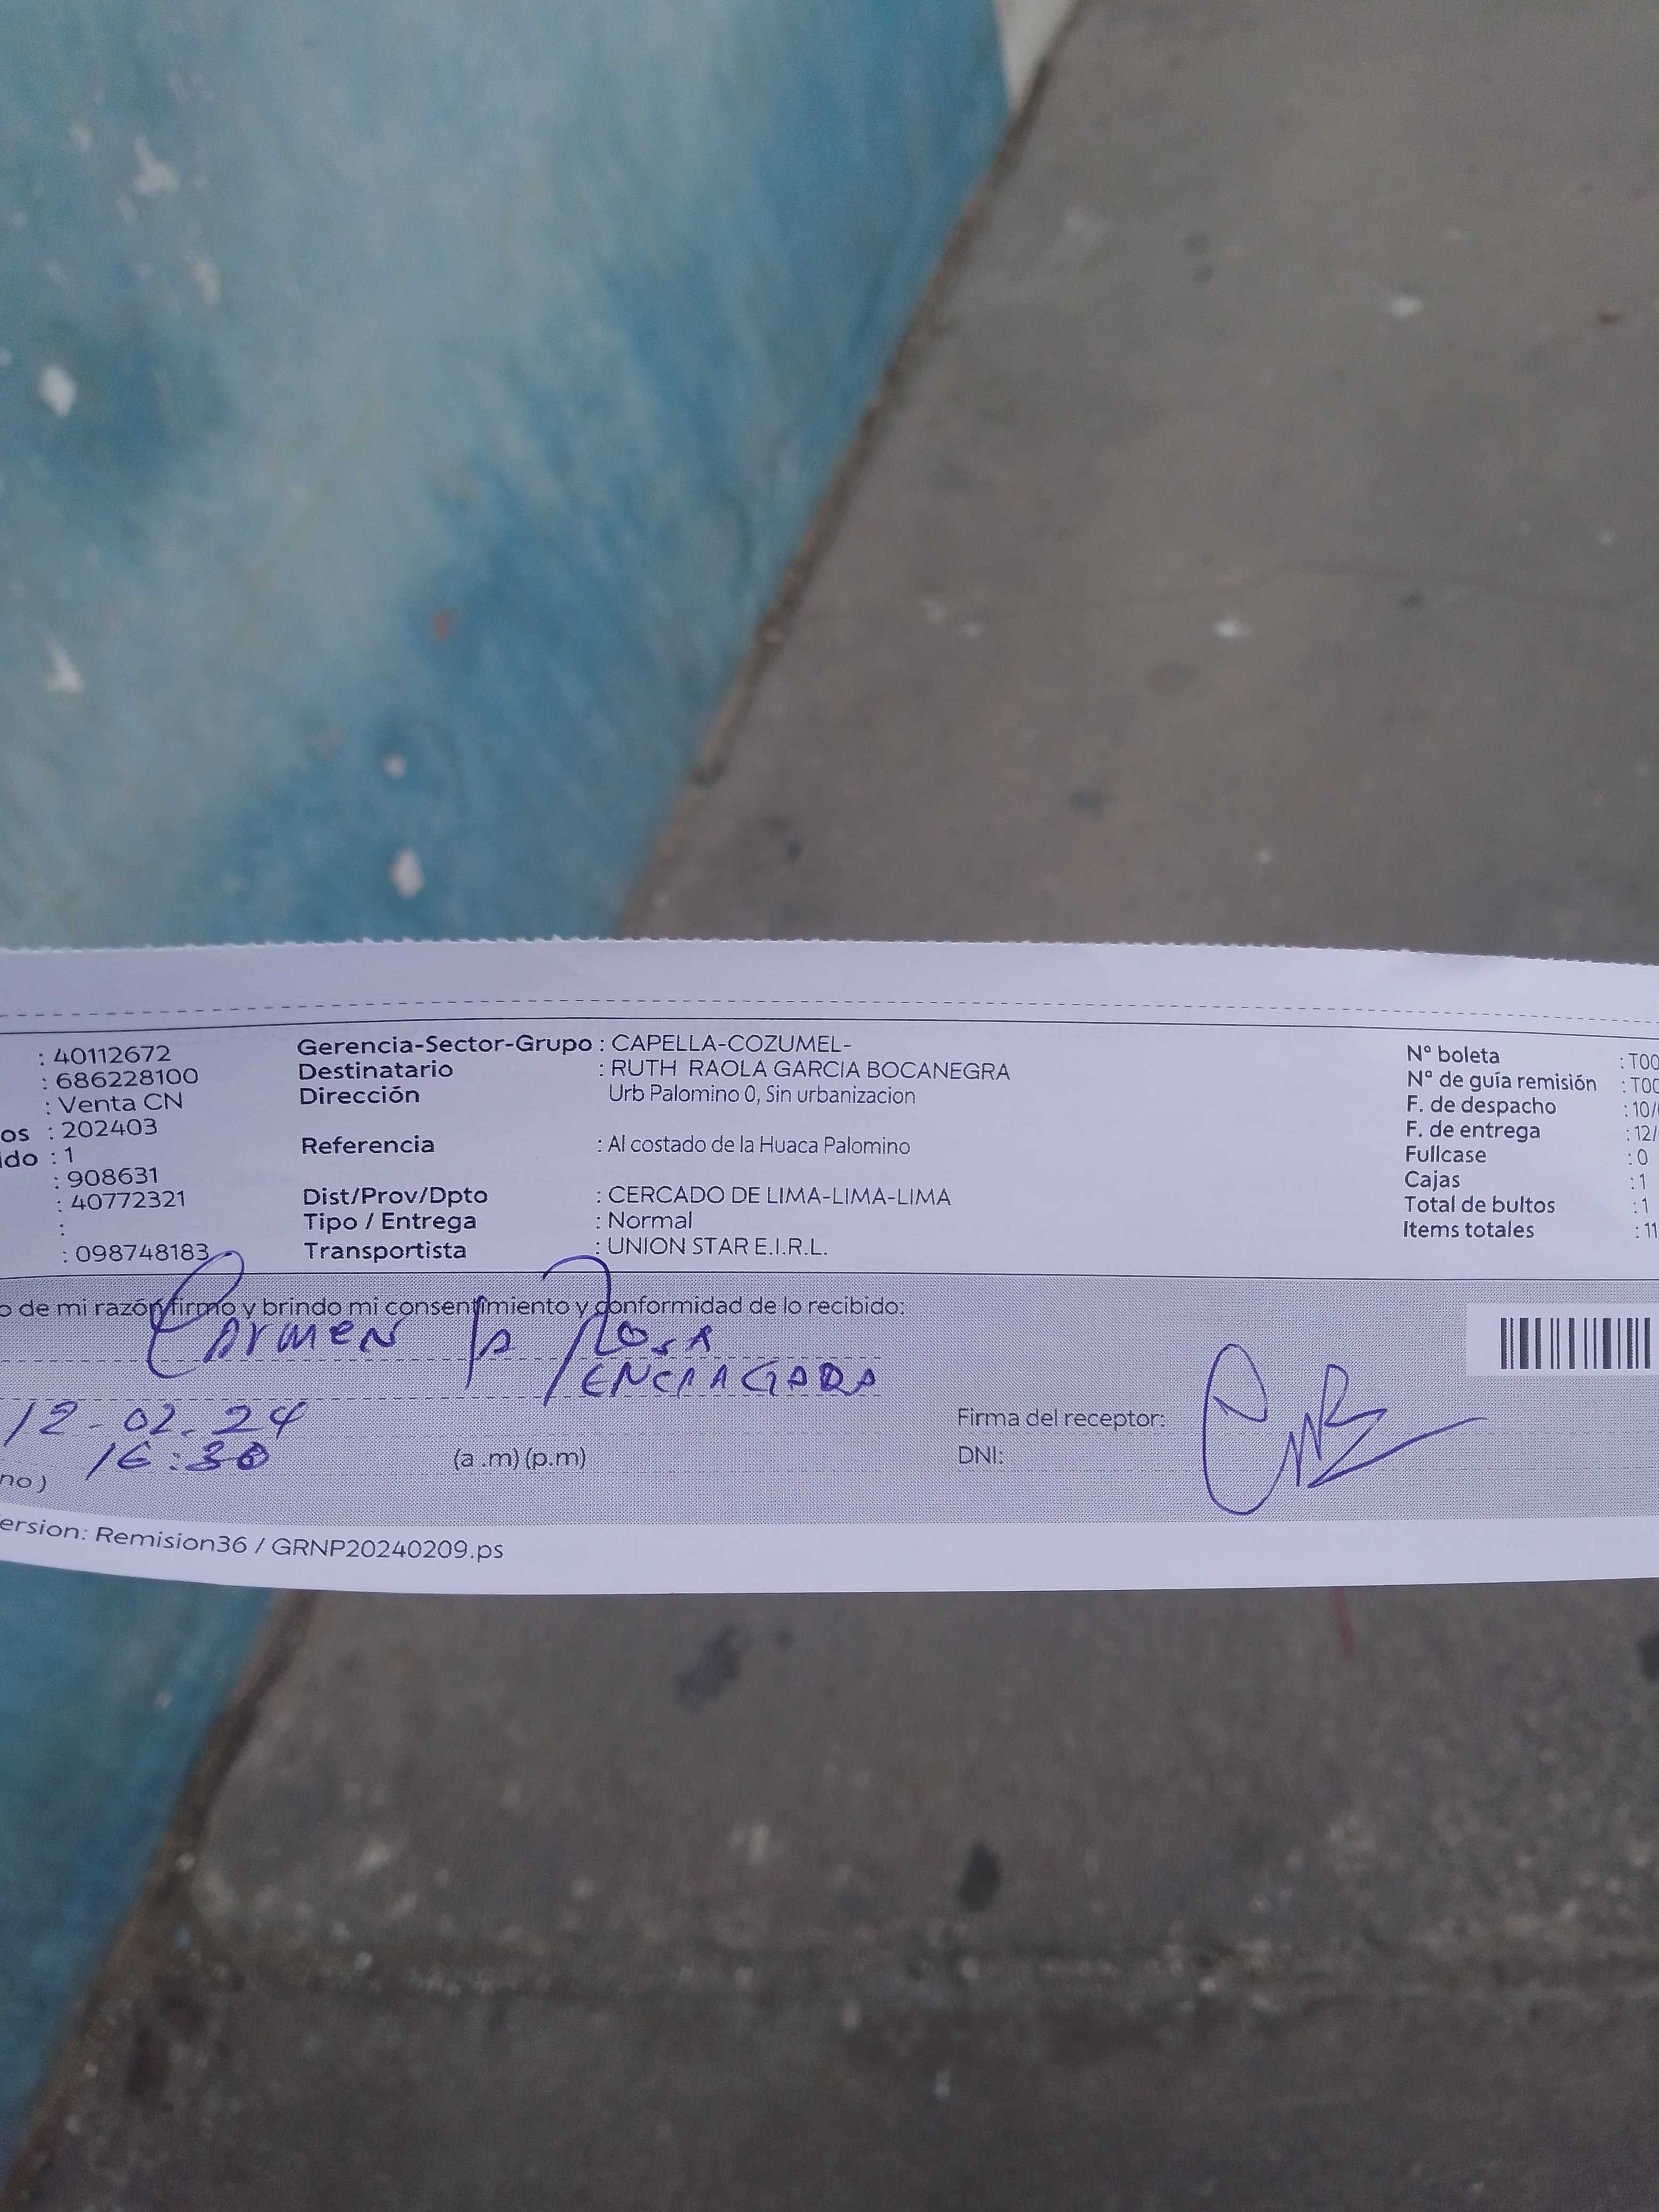 : 40112672
: 686228100
: Venta CN
os : 202403
ido : 1
: 908631
: 40772321
:
: 098748183
Gerencia-Sector-Grupo : CAPELLA-COZUMEL-
Destinatario : RUTH RAOLA GARCIA BOCANEGRA
Dirección Urb Palomino 0, Sin urbanizacion
Referencia : Al costado de la Huaca Palomino
Dist/Prov/Dpto : CERCADO DE LIMA-LIMA-LIMA
Tipo / Entrega : Normal
Transportista : UNION STAR E.I.R.L.
Nº boleta : T00
Nº de guía remisión : T00
F. de despacho : 10/
F. de entrega : 12/
Fullcase : 0
Cajas : 1
Total de bultos : 1
Items totales : 11
o de mi razón firmo y brindo mi consentimiento y conformidad de lo recibido:
Carmen Rosa
ENCARGADA
12-02-24
16:30 (a .m) (p.m)
Firma del receptor:
DNI:
no )
ersion: Remision36 / GRNP20240209.ps